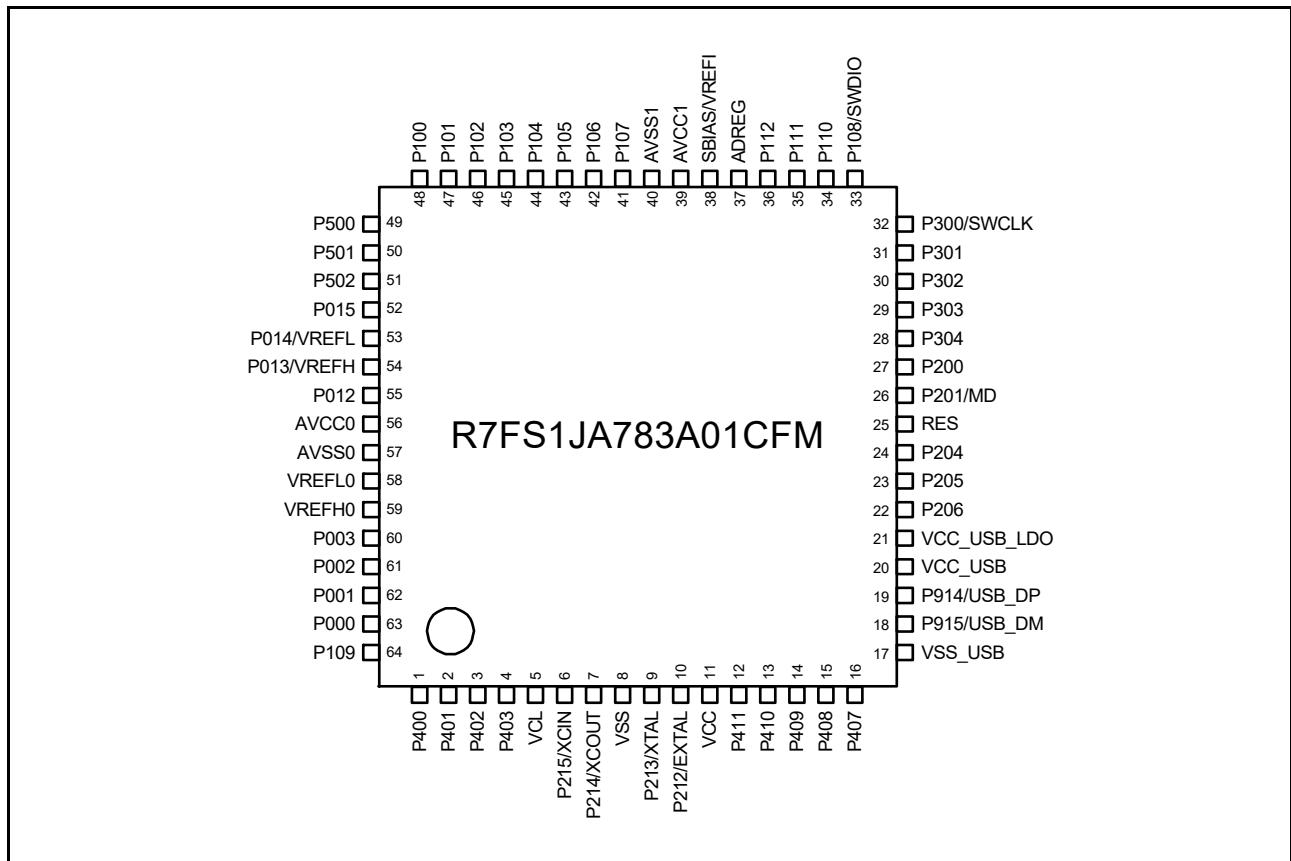 P100
P101
P102
P103
P104
P105
P106
P107
AVSS1
AVCC1
SBIAS/VREFI
ADREG
P112
P111
P110
P108/SWDIO
48
47
46
45
44
43
42
41
40
39
38
37
36
35
34
33
P500 49
P501 50
P502 51
P015 52
P014/VREFL 53
P013/VREFH 54
P012 55
AVCC0 56
AVSS0 57
VREFL0 58
VREFH0 59
P003 60
P002 61
P001 62
P000 63
P109 64
R7FS1JA783A01CFM
32 P300/SWCLK
31 P301
30 P302
29 P303
28 P304
27 P200
26 P201/MD
25 RES
24 P204
23 P205
22 P206
21 VCC_USB_LDO
20 VCC_USB
19 P914/USB_DP
18 P915/USB_DM
17 VSS_USB
1
2
3
4
5
6
7
8
9
10
11
12
13
14
15
16
P400
P401
P402
P403
VCL
P215/XCIN
P214/XCOUT
VSS
P213/XTAL
P212/EXTAL
VCC
P411
P410
P409
P408
P407